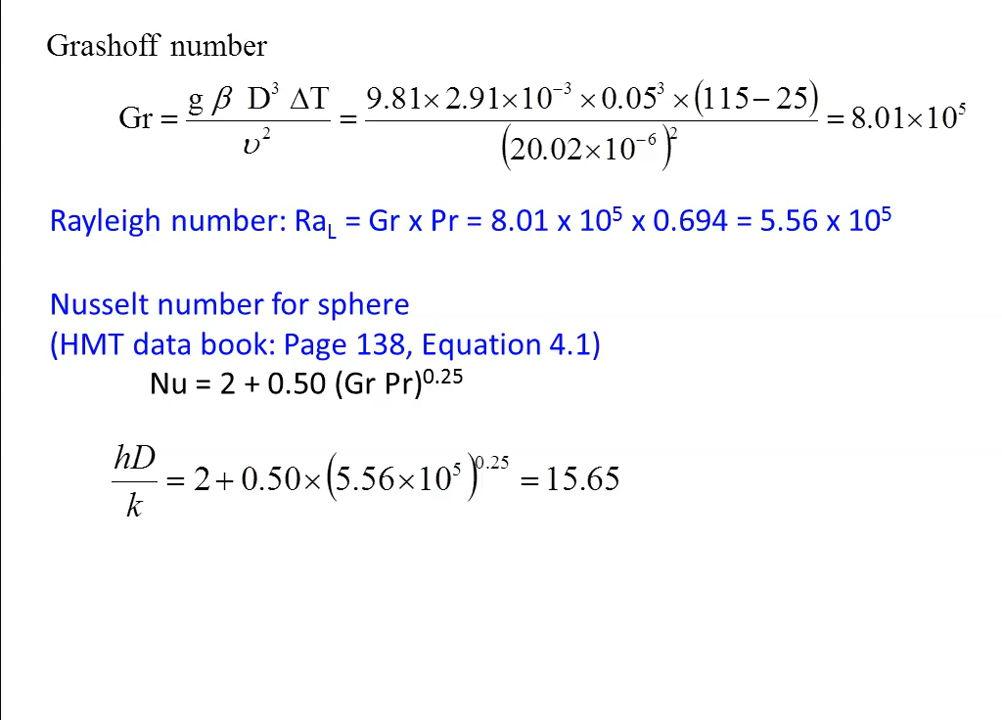 Grashoff number
Gr = g β D³ ΔT / υ² = 9.81×2.91×10⁻³×0.05³×(115−25) / (20.02×10⁻⁶)² = 8.01×10⁵
Rayleigh number: Ra_L = Gr x Pr = 8.01 x 10⁵ x 0.694 = 5.56 x 10⁵
Nusselt number for sphere
(HMT data book: Page 138, Equation 4.1)
Nu = 2 + 0.50 (Gr Pr)^0.25
hD / k = 2+0.50×(5.56×10⁵)^0.25 = 15.65